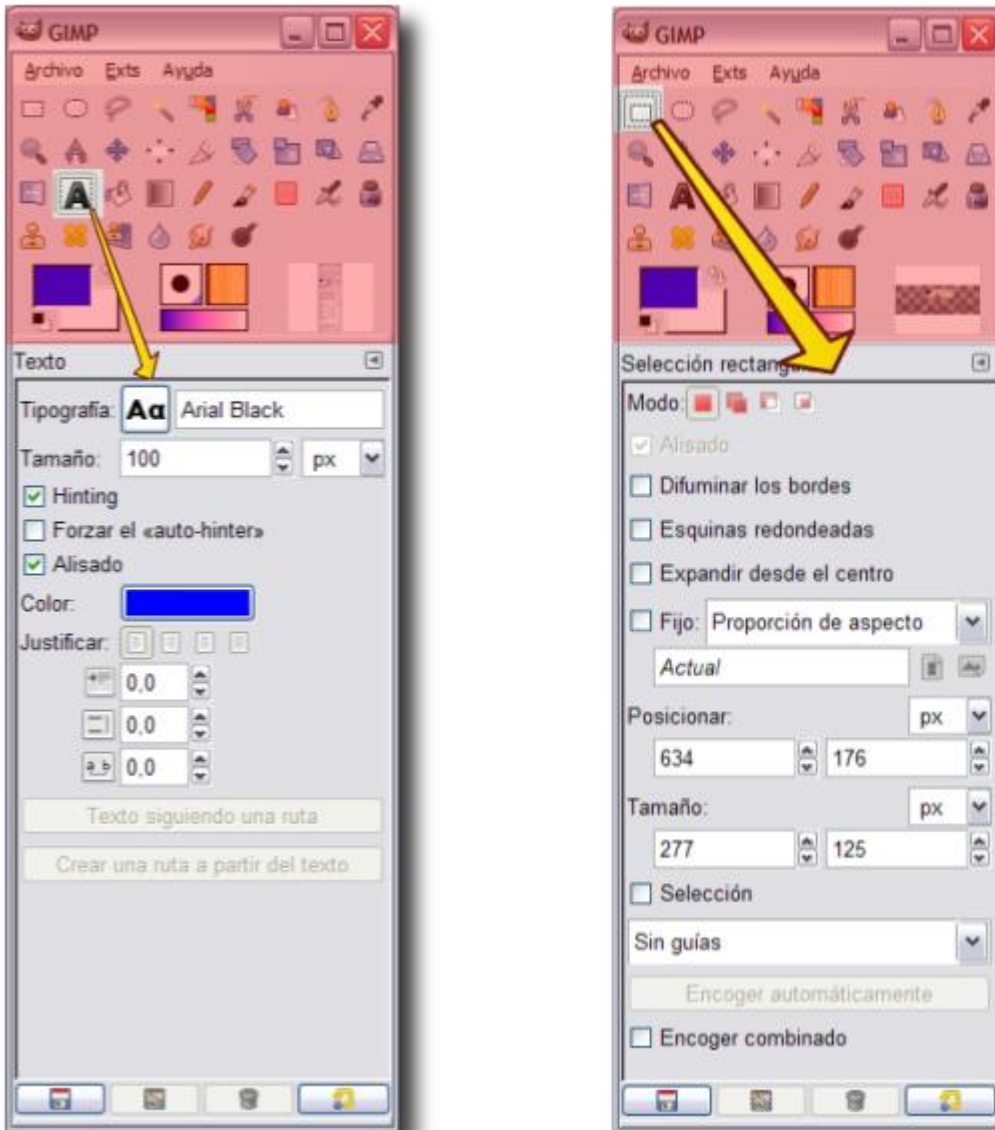 GIMP
Archivo Exts Ayuda
A
Texto
Tipografía: Aα Arial Black
Tamaño: 100 px
Hinting
Forzar el «auto-hinter»
Alisado
Color:
Justificar:
0,0
0,0
a_b 0,0
Texto siguiendo una ruta
Crear una ruta a partir del texto
GIMP
Archivo Exts Ayuda
A
Selección
Modo:
Alisado
Difuminar los bordes
Esquinas redondeadas
Expandir desde el centro
Fijo: Proporción de aspecto
Actual
Posicionar: px
634 176
Tamaño: px
277 125
Selección
Sin guías
Encoger automáticamente
Encoger combinado